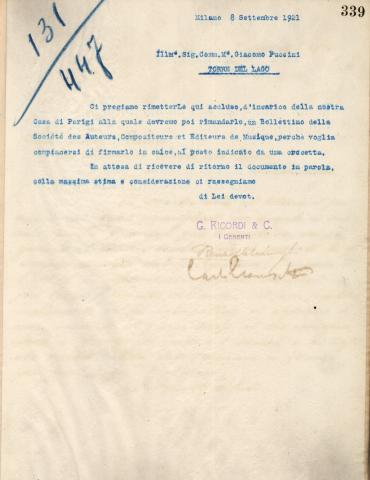 Milano 8 Settembre 1921
339
131
447
Illmo.Sig.Comm.Mo.Giacomo Puccini
TORRE DEL LAGO
Ci pregiamo rimetterLe qui accluso,d'incarico della nostra
Casa di Parigi alla quale dovremo poi rimandarlo,un Bollettino della
Société des Auteurs,Compositeurs et Editeurs de Musique,perchè voglia
compiacersi di firmarlo in calce,al posto indicato da una crocetta.
In attesa di ricevere di ritorno il documento in parola,
colla massima stima e considerazione ci rassegniamo
di Lei devot.
G. RICORDI & C.
I GERENTI